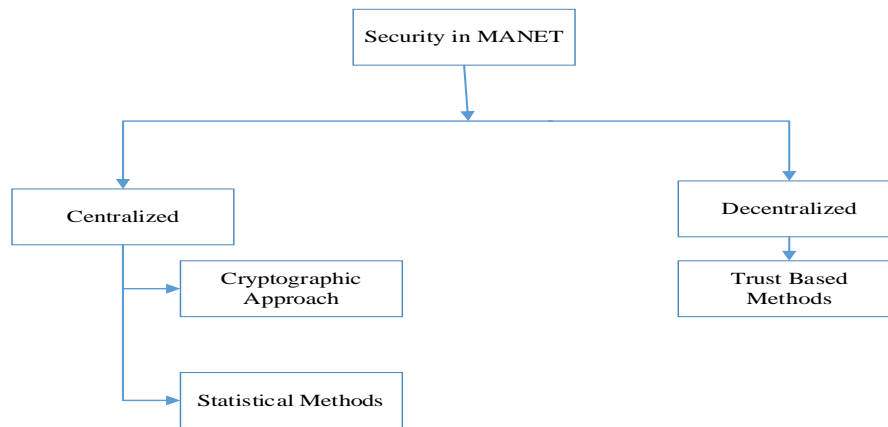 Security in MANET
Centralized
Decentralized
Cryptographic
Approach
Trust Based
Methods
Statistical Methods